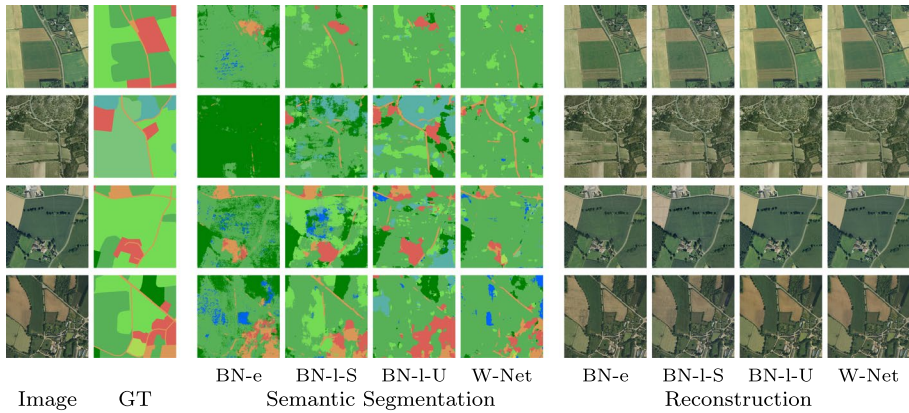 BN-e BN-l-S BN-l-U W-Net BN-e BN-l-S BN-l-U W-Net
Image GT Semantic Segmentation Reconstruction